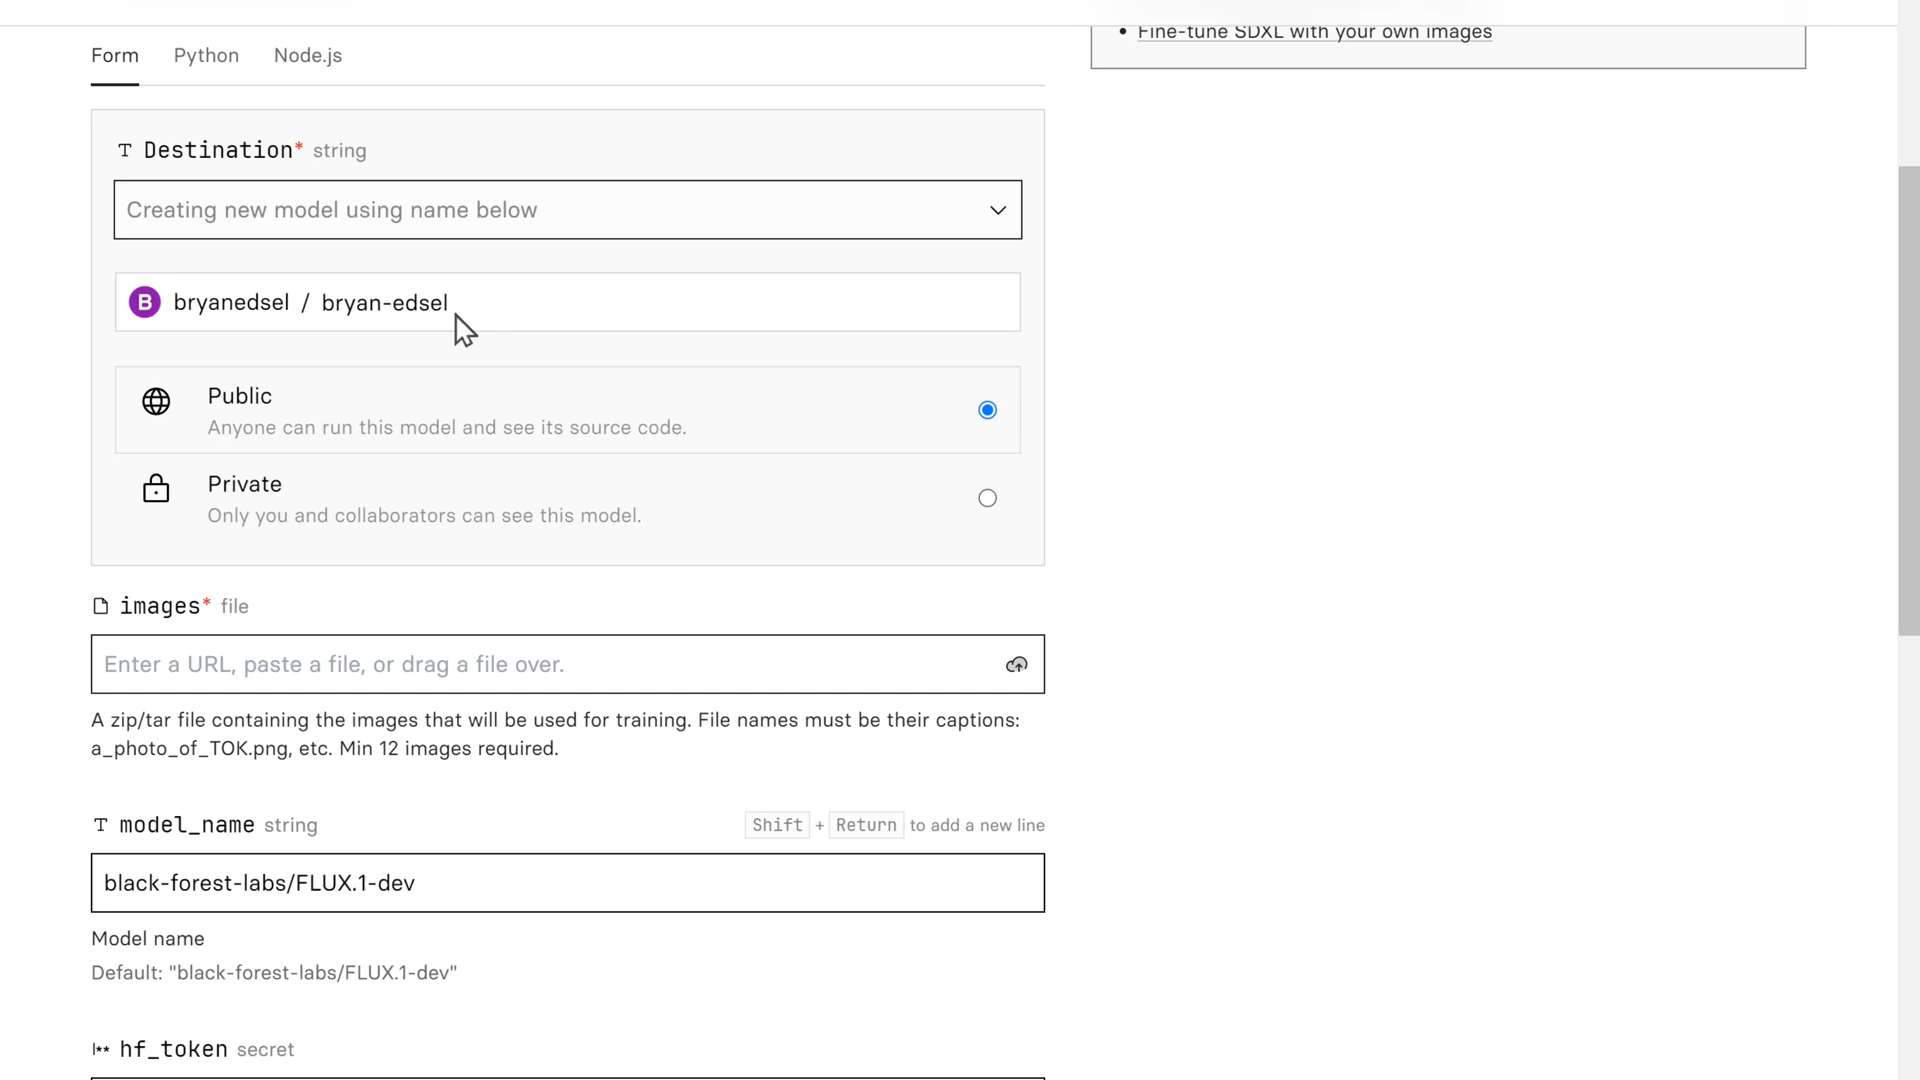 Fine-tune SDXL with your own images
Form Python Node.js
Destination* string
Creating new model using name below
B bryanedsel / bryan-edsel
Public
Anyone can run this model and see its source code.
Private
Only you and collaborators can see this model.
images* file
Enter a URL, paste a file, or drag a file over.
A zip/tar file containing the images that will be used for training. File names must be their captions:
a_photo_of_TOK.png, etc. Min 12 images required.
model_name string Shift + Return to add a new line
black-forest-labs/FLUX.1-dev
Model name
Default: "black-forest-labs/FLUX.1-dev"
hf_token secret